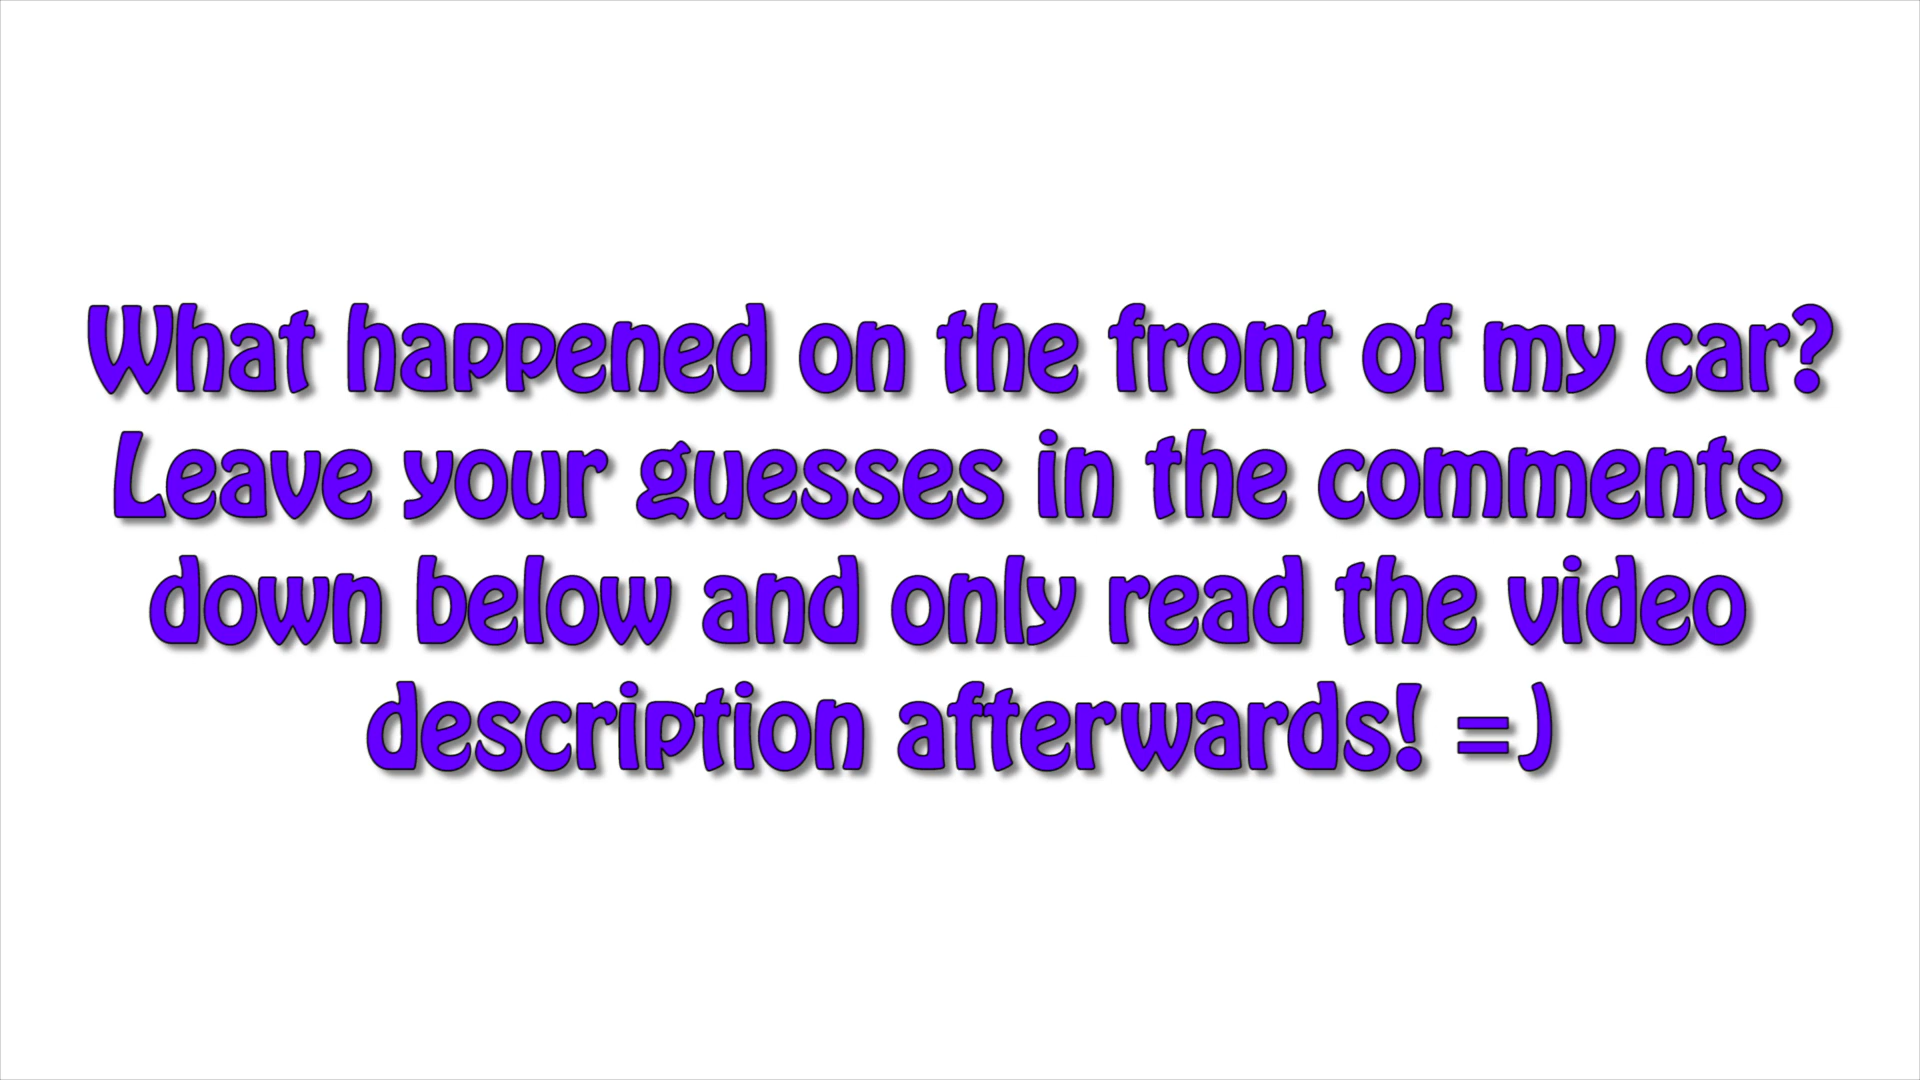 What happened on the front of my car?
Leave your guesses in the comments
down below and only read the video
description afterwards! =)